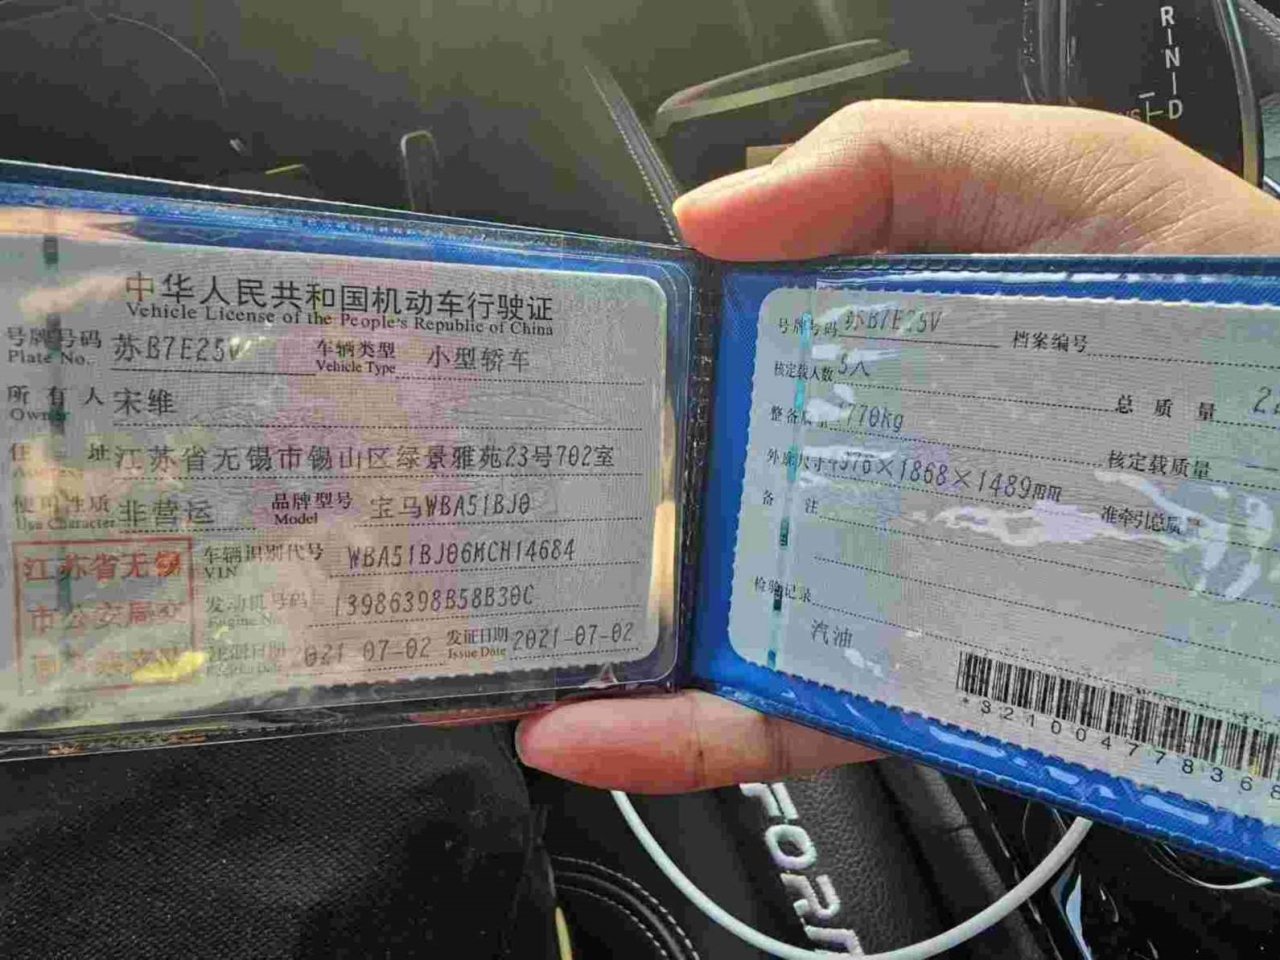 中华人民共和国机动车行驶证
Vehicle License of the People's Republic of China
号牌号码 苏B7E25V 车辆类型 小型轿车
Plate No. Vehicle Type
所有人 宋维
Owner
住 址 江苏省无锡市锡山区绿景雅苑23号702室
使用性质 非营运 品牌型号 宝马WBA51BJ0
Use Character Model
江苏省无锡
市公安局交
车辆识别代号 WBA51BJ06MCH14684
VIN
发动机号码 13986398B58B30C
Engine No.
注册日期 2021-07-02 发证日期 2021-07-02
Issue Date
号牌号码 苏B7E25V 档案编号
核定载人数 5人 总质量
整备质量 770kg 核定载质量
外廓尺寸 ×1868×1489mm 准牵引总质量
备 注
检验记录
汽油
*321004778368
R
N
D
FORM